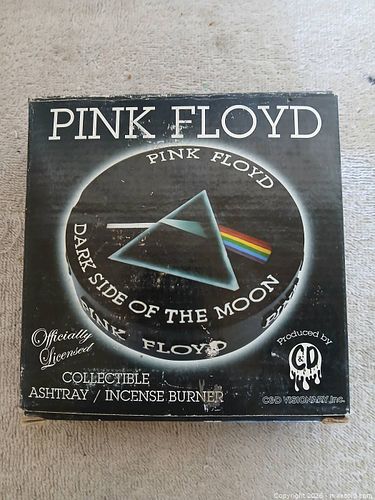 PINK FLOYD
PINK FLOYD
DARK SIDE OF THE MOON
PINK FLOYD
Officially
Licensed
COLLECTIBLE
ASHTRAY / INCENSE BURNER
Produced by
C&D VISIONARY, Inc.